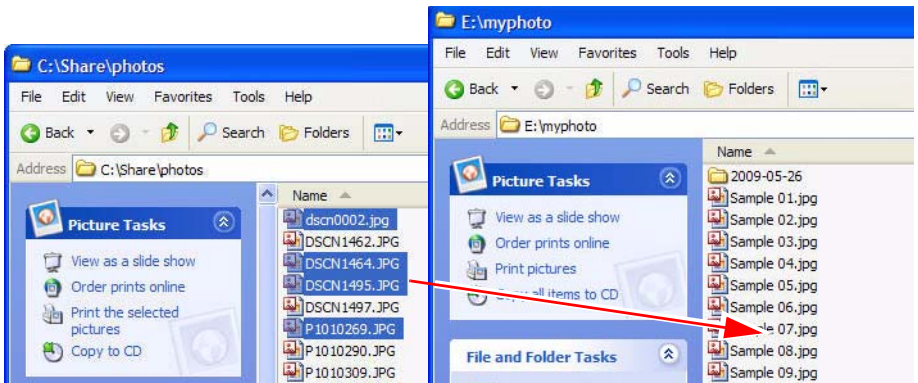 C:\Share\photos
File Edit View Favorites Tools Help
Back Search Folders
Address C:\Share\photos
Picture Tasks
View as a slide show
Order prints online
Print the selected
pictures
Copy to CD
Name
dscn0002.jpg
DSCN1462.JPG
DSCN1464.JPG
DSCN1495.JPG
DSCN1497.JPG
P1010269.JPG
P1010290.JPG
P1010309.JPG
E:\myphoto
File Edit View Favorites Tools Help
Back Search Folders
Address E:\myphoto
Picture Tasks
View as a slide show
Order prints online
Print pictures
all items to CD
File and Folder Tasks
Name
2009-05-26
Sample 01.jpg
Sample 02.jpg
Sample 03.jpg
Sample 04.jpg
Sample 05.jpg
Sample 06.jpg
Sample 07.jpg
Sample 08.jpg
Sample 09.jpg